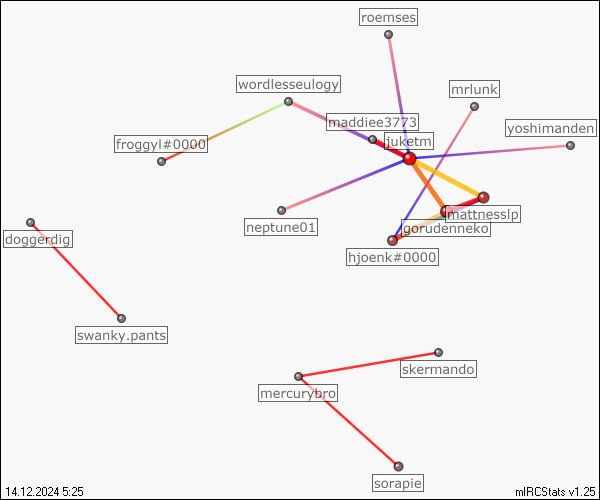 roemses
wordlesseulogy
mrlunk
maddiee3773
yoshimanden
juketm
froggyl#0000
mattneslp
neptune01
gorudenneko
doggerdig
hjoenk#0000
swanky.pants
skermando
mercurybro
sorapie
14.12.2024 5:25
mIRCStats v1.25